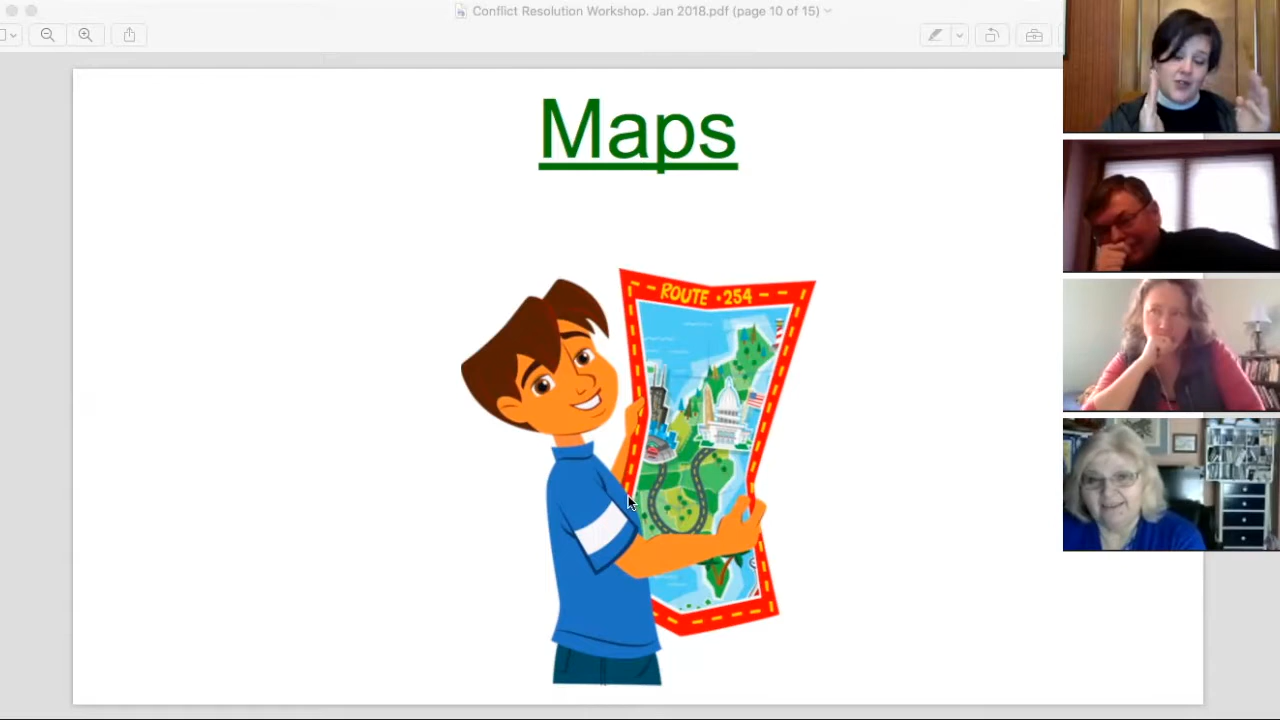 Conflict Resolution Workshop. Jan 2018.pdf (page 10 of 15)
Maps
ROUTE • 254